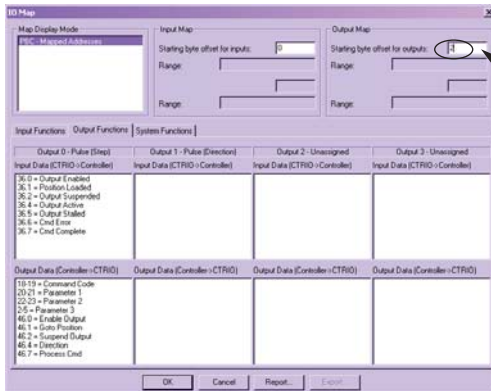 IO Map
Map Display Mode
PBC - Mapped Addresses
Input Map
Starting byte offset for inputs: 0
Range:
Range:
Output Map
Starting byte offset for outputs: 2
Range:
Range:
Input Functions Output Functions System Functions
Output 0 - Pulse (Step) Output 1 - Pulse (Direction) Output 2 - Unassigned Output 3 - Unassigned
Input Data (CTRIO->Controller) Input Data (CTRIO->Controller) Input Data (CTRIO->Controller) Input Data (CTRIO->Controller)
36.0 = Output Enabled
36.1 = Position Loaded
36.2 = Output Suspended
36.4 = Output Active
36.5 = Output Stalled
36.6 = Cmd Error
36.7 = Cmd Complete
Output Data (Controller->CTRIO) Output Data (Controller->CTRIO) Output Data (Controller->CTRIO) Output Data (Controller->CTRIO)
18-19 = Command Code
20-21 = Parameter 1
22-23 = Parameter 2
2-5 = Parameter 3
46.0 = Enable Output
46.1 = Goto Position
46.2 = Suspend Output
46.4 = Direction
46.7 = Process Cmd
OK Cancel Report... Export...